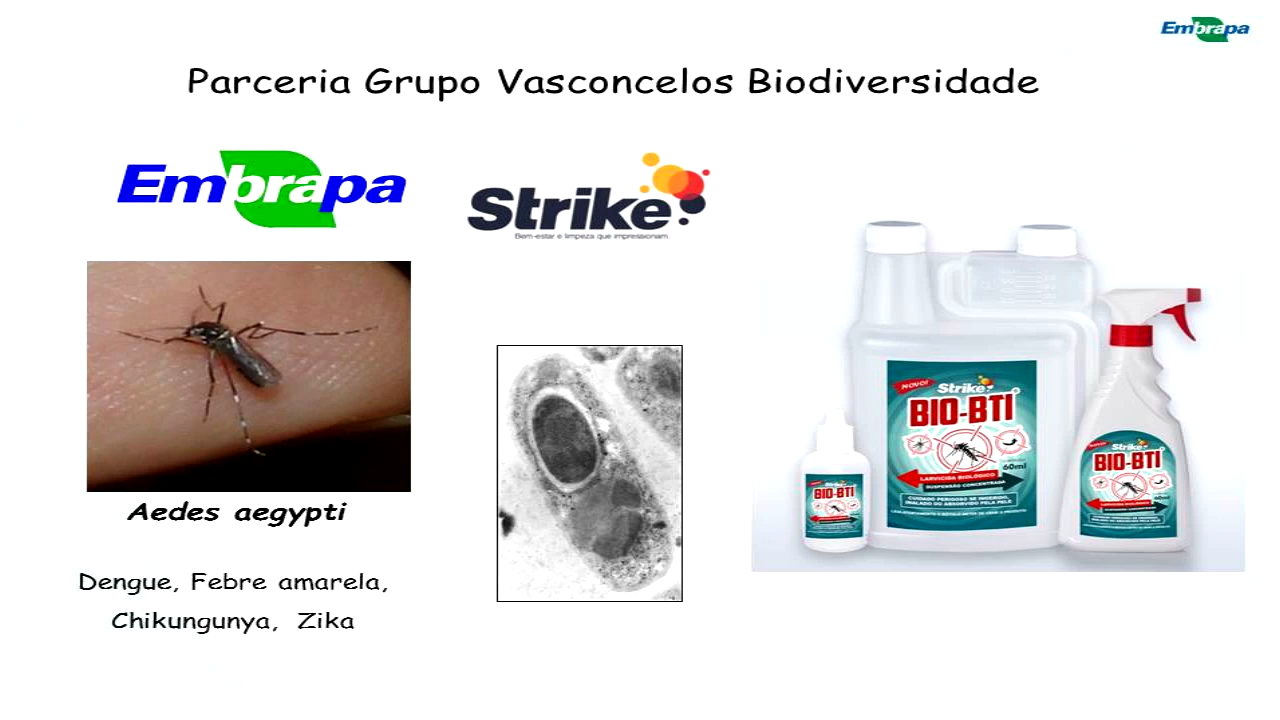 Embrapa
Parceria Grupo Vasconcelos Biodiversidade
Embrapa
Strike
Bem-estar e limpeza que impressionam.
Aedes aegypti
Dengue, Febre amarela,
Chikungunya, Zika
NOVO!
Strike
BIO-BTI
60ml
LARVICIDA BIOLÓGICO
SUSPENSÃO CONCENTRADA
CUIDADO PERIGOSO SE INGERIDO,
INALADO OU ABSORVIDO PELA PELE
BIO-BTI
Strike
BIO-BTI
60ml